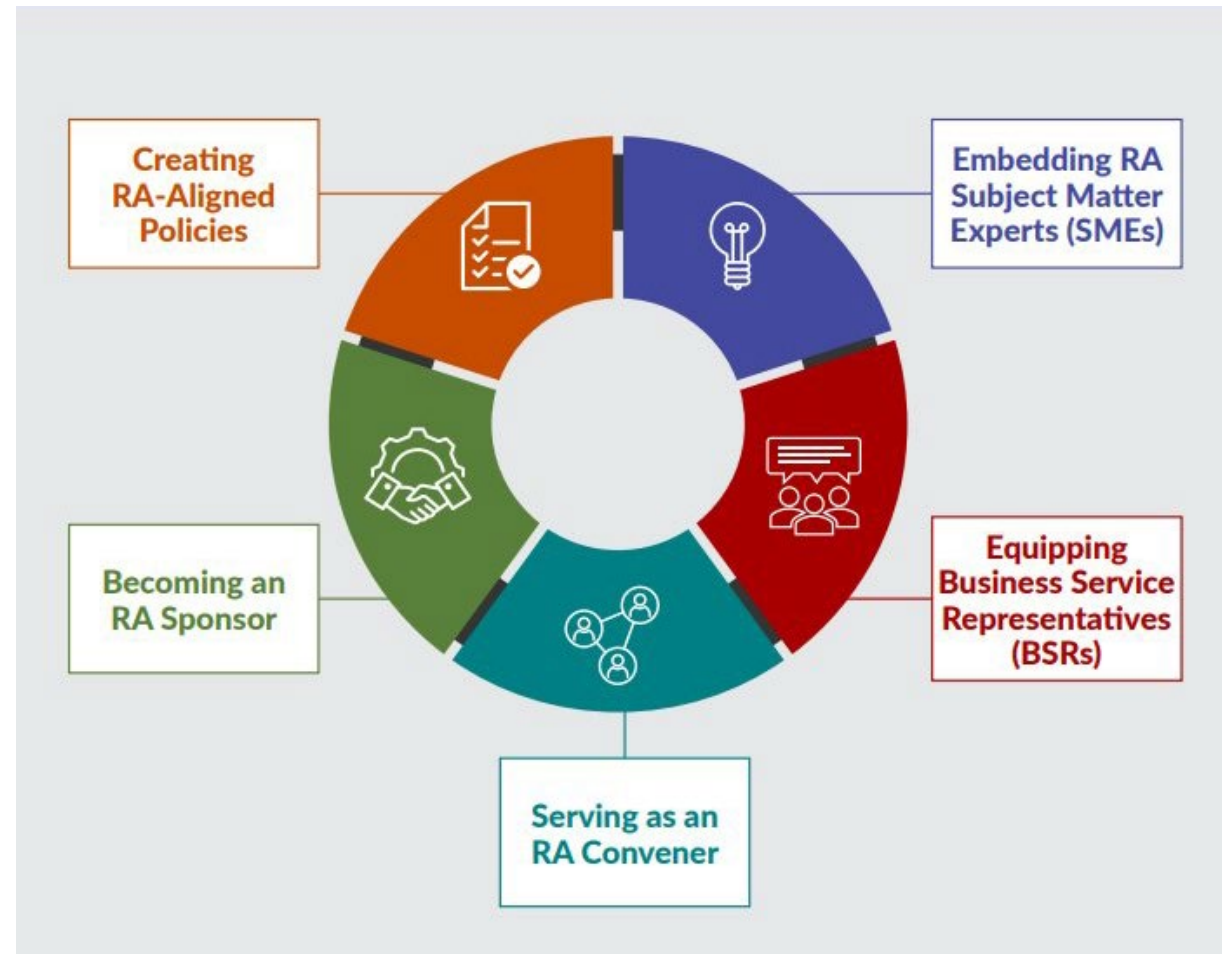 Creating
RA-Aligned
Policies
Embedding RA
Subject Matter
Experts (SMEs)
Becoming an
RA Sponsor
Equipping
Business Service
Representatives
(BSRs)
Serving as an
RA Convener